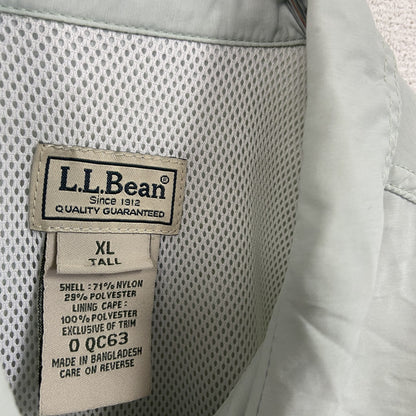 L.L.Bean®
Since 1912
QUALITY GUARANTEED
XL
TALL
SHELL : 71% NYLON
29% POLYESTER
LINING CAPE :
100% POLYESTER
EXCLUSIVE OF TRIM
0 QC63
MADE IN BANGLADESH
CARE ON REVERSE